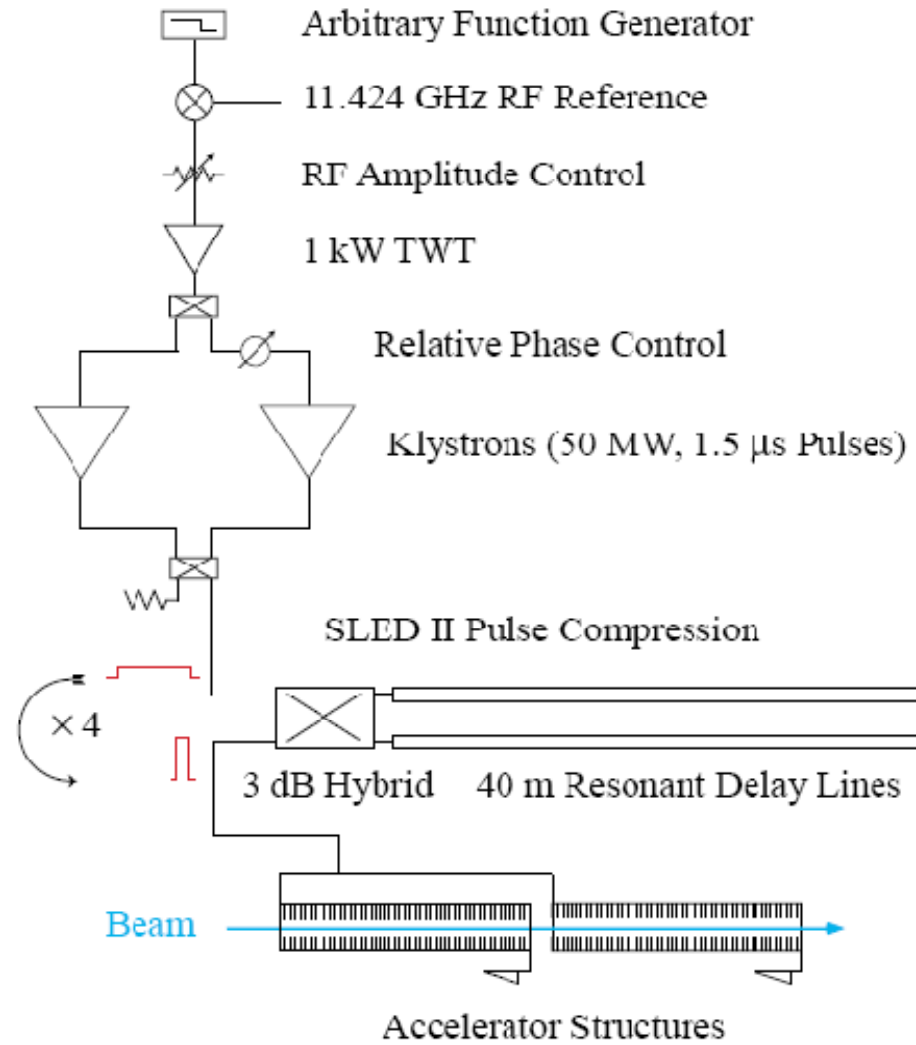 Arbitrary Function Generator
11.424 GHz RF Reference
RF Amplitude Control
1 kW TWT
Relative Phase Control
Klystrons (50 MW, 1.5 μs Pulses)
SLED II Pulse Compression
× 4
3 dB Hybrid
40 m Resonant Delay Lines
Beam
Accelerator Structures